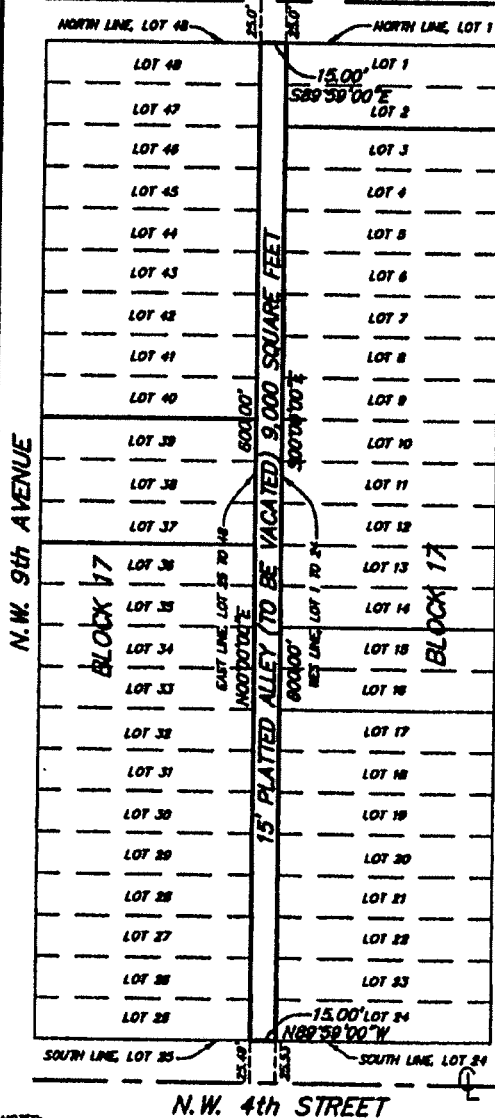 25.0'
25.0'
NORTH LINE, LOT 48
NORTH LINE, LOT 1
LOT 48
LOT 1
15.00'
S89°59'00"E
LOT 47
LOT 2
LOT 46
LOT 3
LOT 45
LOT 4
LOT 44
LOT 5
LOT 43
LOT 6
LOT 42
LOT 7
LOT 41
LOT 8
LOT 40
LOT 9
LOT 39
LOT 10
LOT 38
LOT 11
LOT 37
LOT 12
LOT 36
LOT 13
LOT 35
LOT 14
LOT 34
LOT 15
LOT 33
LOT 16
LOT 32
LOT 17
LOT 31
LOT 18
LOT 30
LOT 19
LOT 29
LOT 20
LOT 28
LOT 21
LOT 27
LOT 22
LOT 26
LOT 23
LOT 25
LOT 24
N.W. 9th AVENUE
BLOCK 17
BLOCK 17
600.00'
EAST LINE, LOT 25 TO 48
N00°00'00"E
15' PLATTED ALLEY (TO BE VACATED) 9,000 SQUARE FEET
S00°00'00"E
WES LINE, LOT 1 TO 24
600.00'
15.00'
N89°59'00"W
SOUTH LINE, LOT 25
SOUTH LINE, LOT 24
25.53'
N.W. 4th STREET